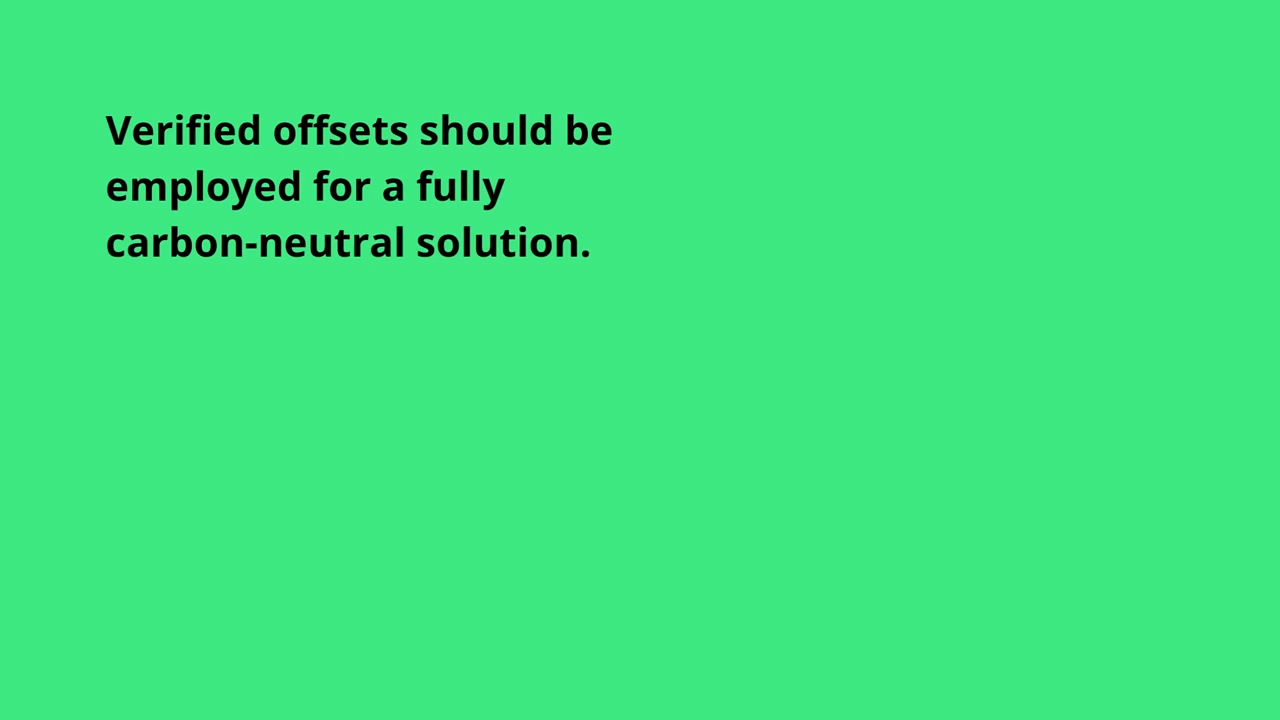 Verified offsets should be
employed for a fully
carbon-neutral solution.